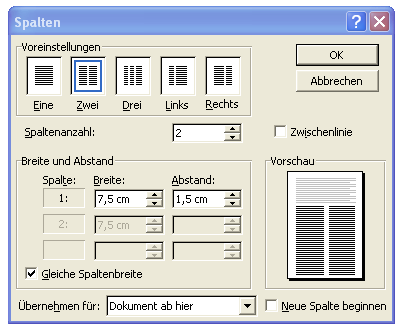 Spalten
Voreinstellungen
Eine Zwei Drei Links Rechts
OK
Abbrechen
Spaltenanzahl: 2
Zwischenlinie
Breite und Abstand
Spalte: Breite: Abstand:
1: 7,5 cm 1,5 cm
2: 7,5 cm
Gleiche Spaltenbreite
Vorschau
Übernehmen für: Dokument ab hier
Neue Spalte beginnen